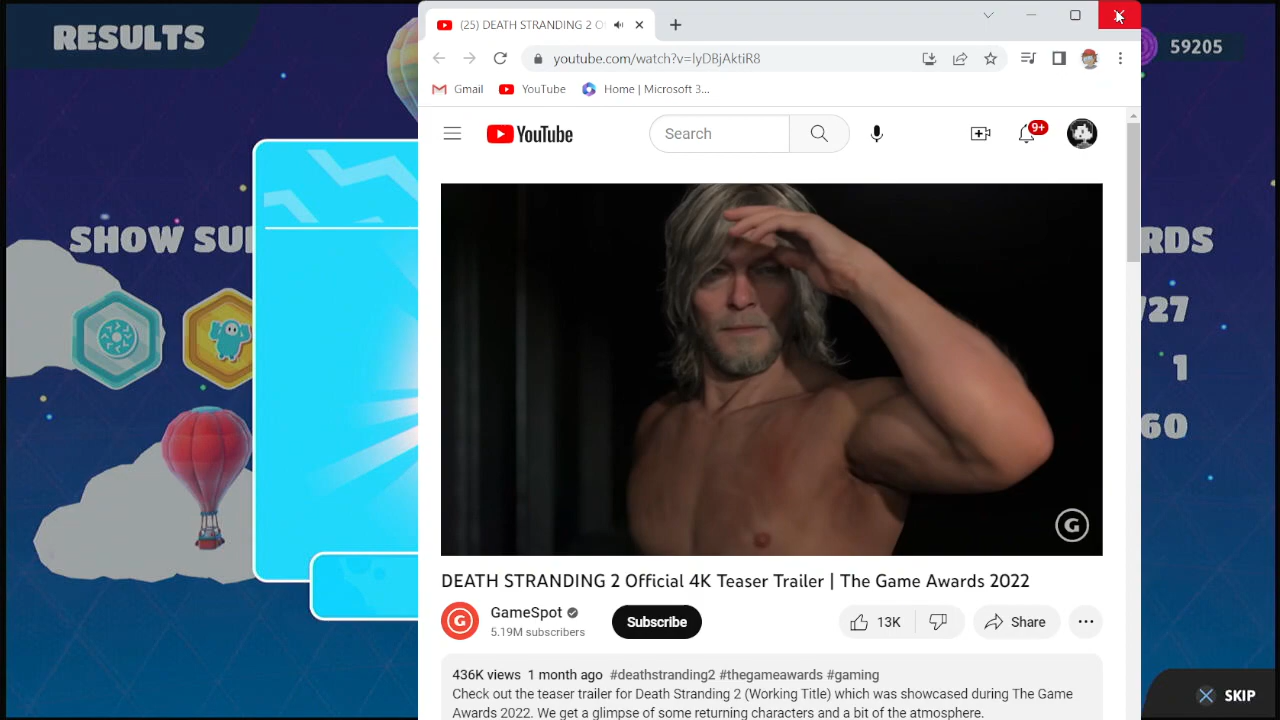 RESULTS
(25) DEATH STRANDING 2 O
59205
youtube.com/watch?v=lyDBjAktiR8
Gmail
YouTube
Home | Microsoft 3...
YouTube
Search
9+
SHOW SU
RDS
/27
1
60
G
DEATH STRANDING 2 Official 4K Teaser Trailer | The Game Awards 2022
G
GameSpot
5.19M subscribers
Subscribe
13K
Share
436K views 1 month ago #deathstranding2 #thegameawards #gaming
Check out the teaser trailer for Death Stranding 2 (Working Title) which was showcased during The Game
Awards 2022. We get a glimpse of some returning characters and a bit of the atmosphere.
SKIP